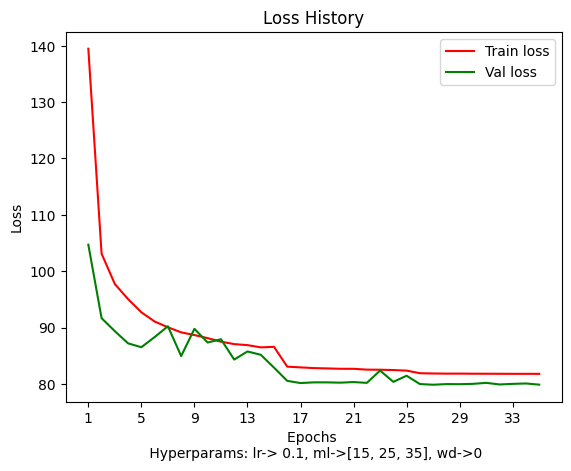 Loss History
140
130
120
110
100
90
80
Loss
Train loss
Val loss
1 5 9 13 17 21 25 29 33
Epochs
Hyperparams: lr-> 0.1, ml->[15, 25, 35], wd->0